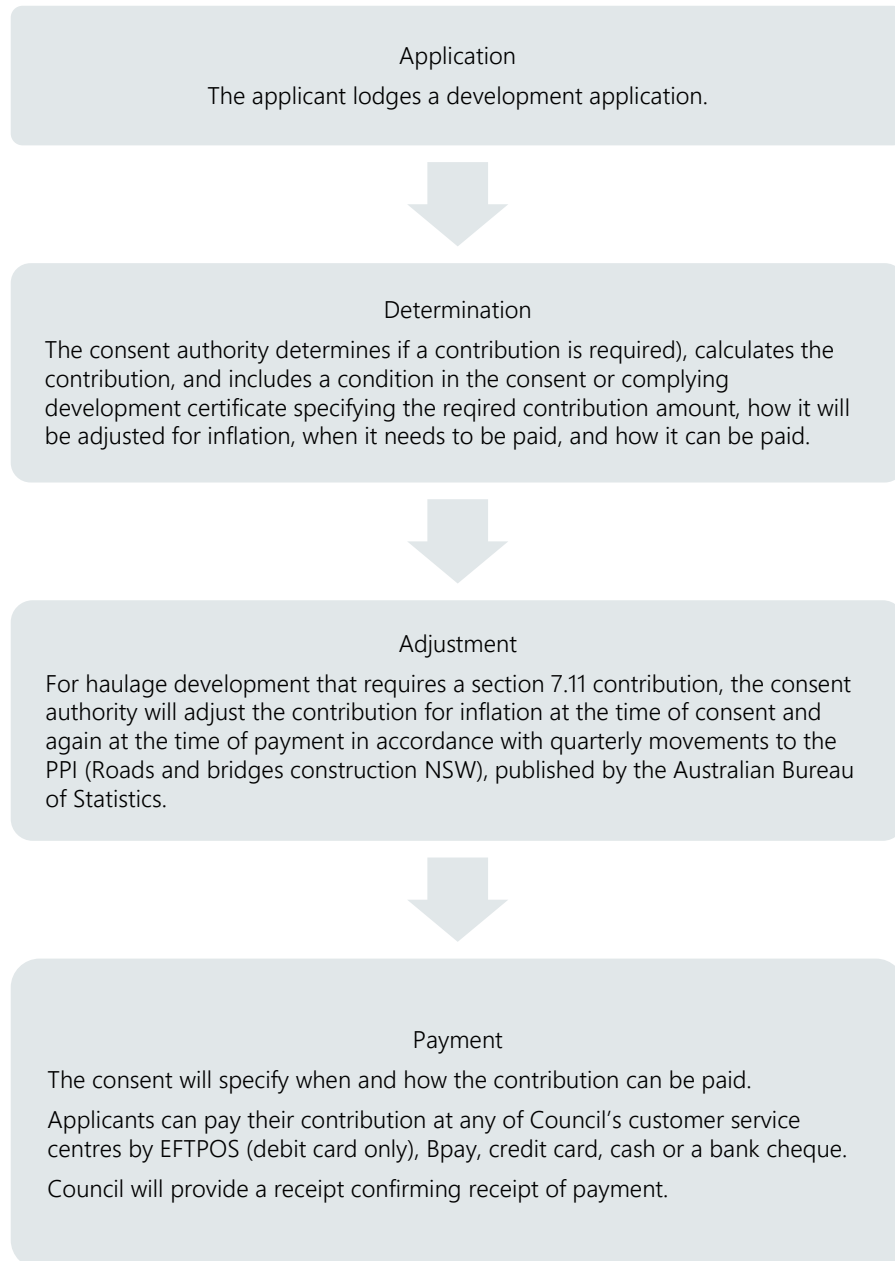 Application
The applicant lodges a development application.
Determination
The consent authority determines if a contribution is required), calculates the
contribution, and includes a condition in the consent or complying
development certificate specifying the reqired contribution amount, how it will
be adjusted for inflation, when it needs to be paid, and how it can be paid.
Adjustment
For haulage development that requires a section 7.11 contribution, the consent
authority will adjust the contribution for inflation at the time of consent and
again at the time of payment in accordance with quarterly movements to the
PPI (Roads and bridges construction NSW), published by the Australian Bureau
of Statistics.
Payment
The consent will specify when and how the contribution can be paid.
Applicants can pay their contribution at any of Council's customer service
centres by EFTPOS (debit card only), Bpay, credit card, cash or a bank cheque.
Council will provide a receipt confirming receipt of payment.